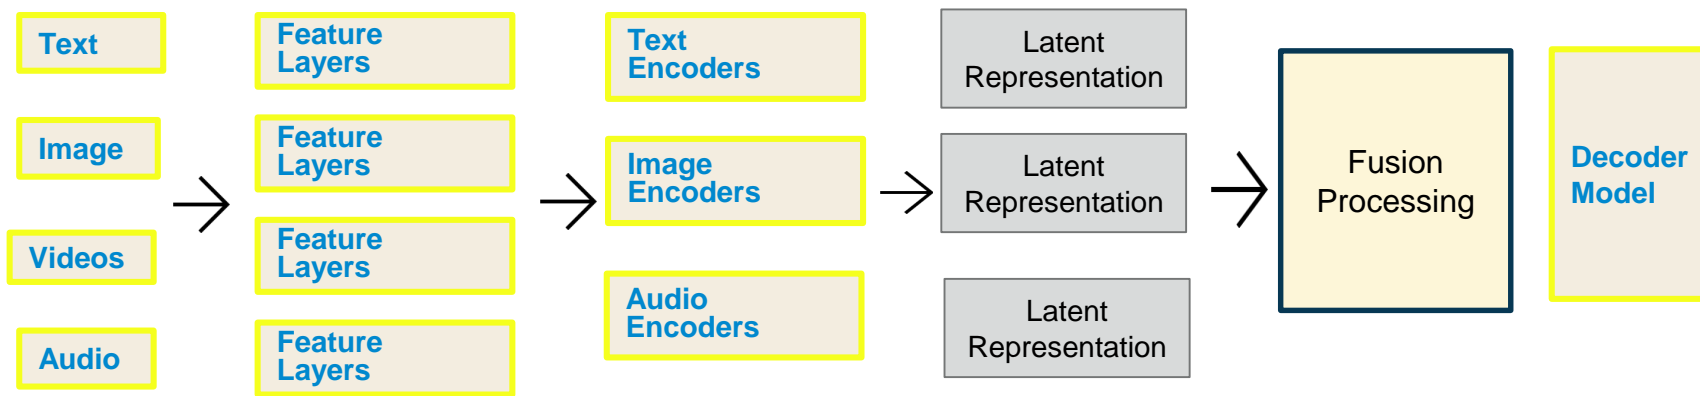 Text
Image
Videos
Audio
Feature
Layers
Feature
Layers
Feature
Layers
Feature
Layers
Text
Encoders
Image
Encoders
Audio
Encoders
Latent
Representation
Latent
Representation
Latent
Representation
Fusion
Processing
Decoder
Model